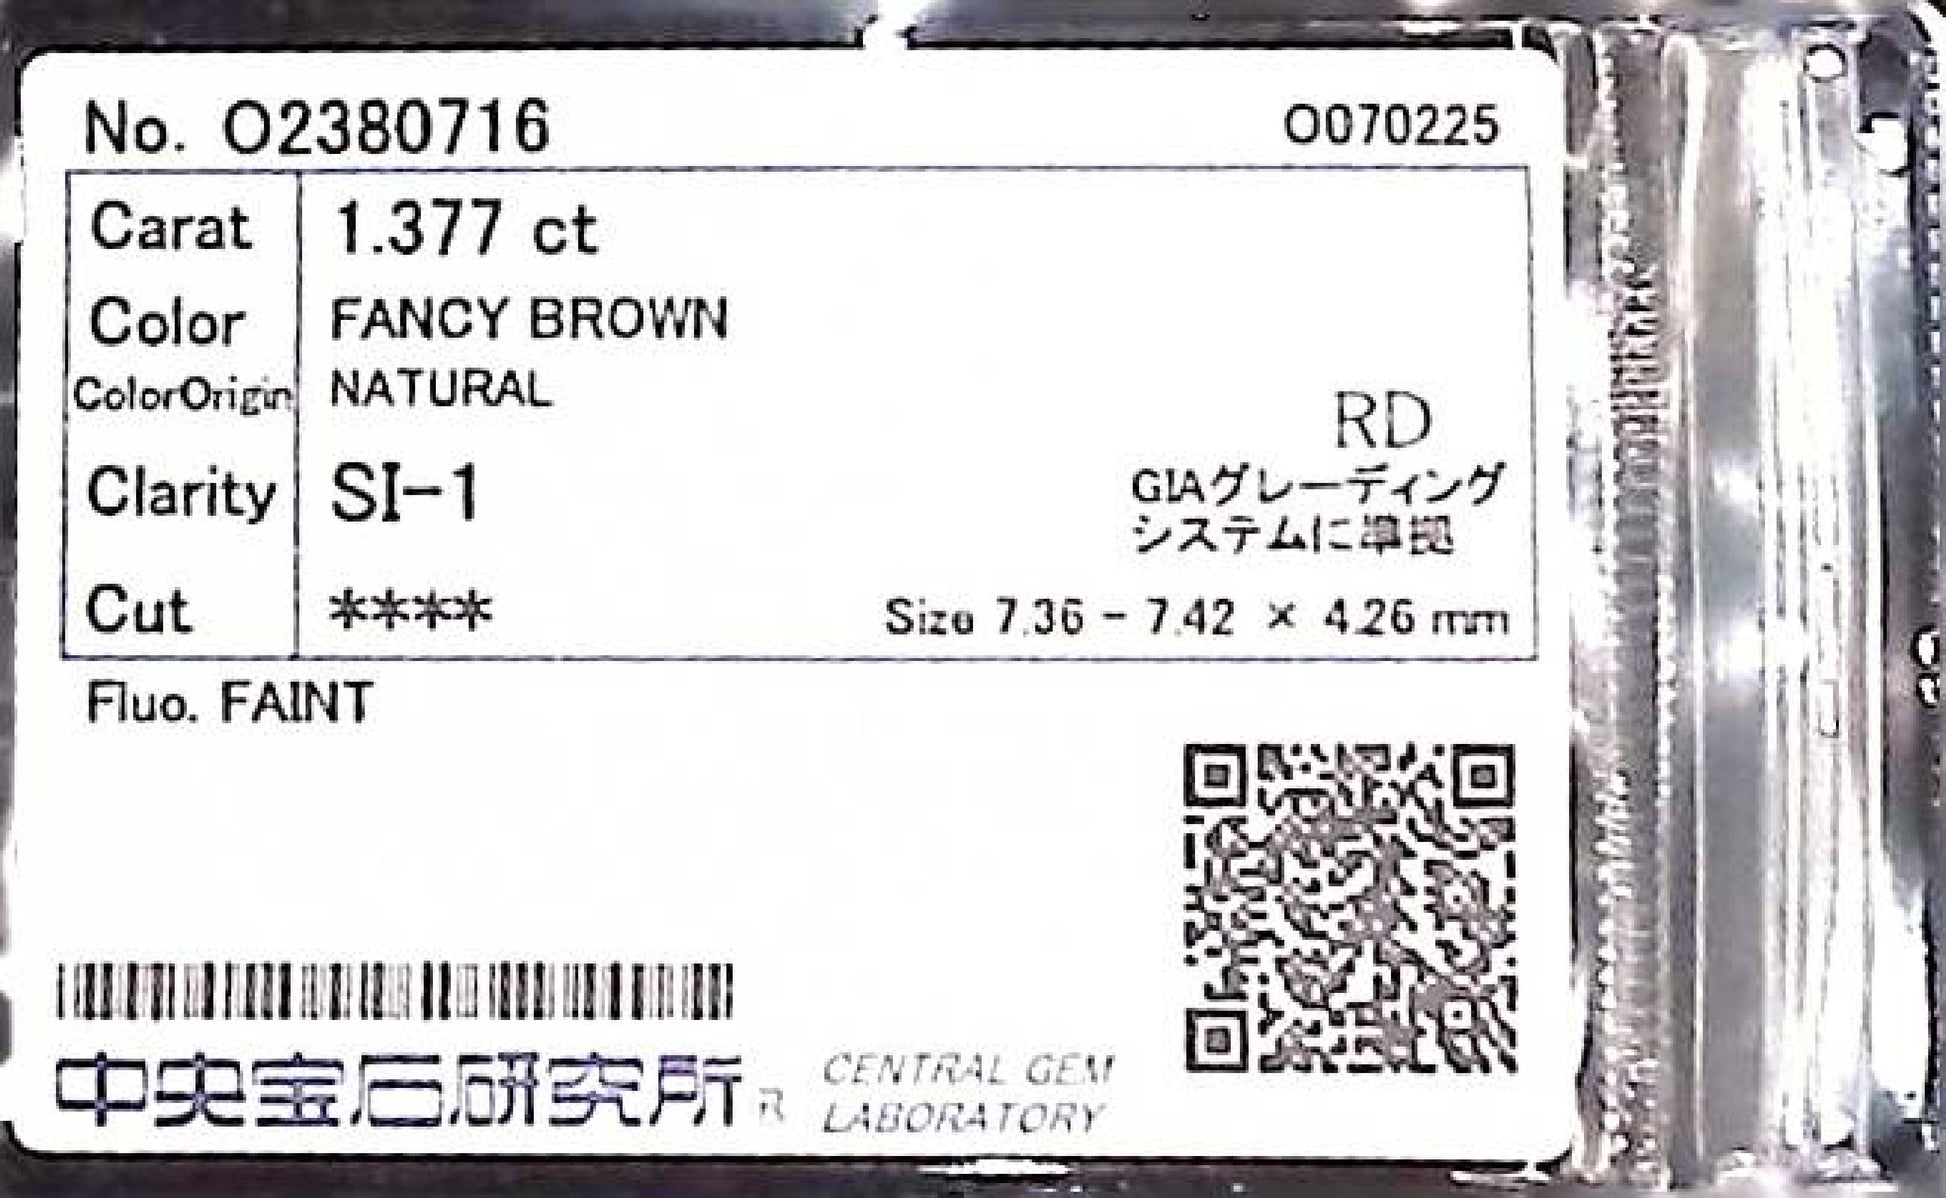 No. O2380716 O070225
Carat 1.377 ct
Color FANCY BROWN
ColorOrigin NATURAL
RD
Clarity SI-1
GIAグレーディング
システムに準拠
Cut ****
Size 7.36 - 7.42 × 4.26 mm
Fluo. FAINT
中央宝石研究所 R
CENTRAL GEM
LABORATORY